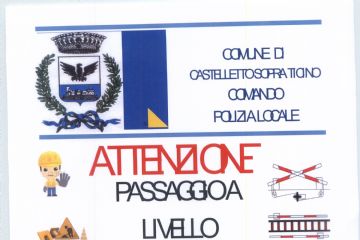 COMUNE DI
CASTELLETTO SOPRA TICINO
COMANDO
POLIZIA LOCALE
ATTENZIONE
PASSAGGIO A
LIVELLO